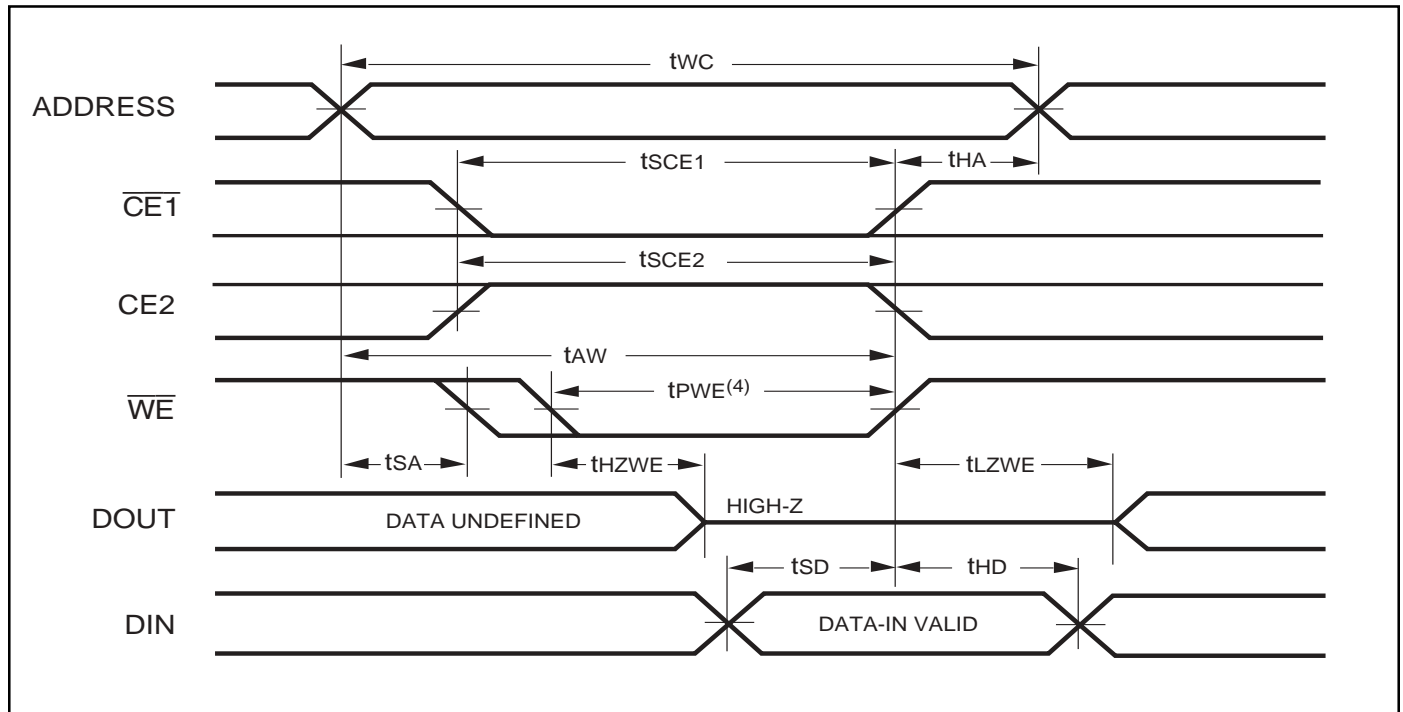 tWC
ADDRESS
tSCE1
tHA
CE1
tSCE2
CE2
tAW
tPWE(4)
WE
tSA
tHZWE
tLZWE
DOUT
DATA UNDEFINED
HIGH-Z
tSD
tHD
DIN
DATA-IN VALID